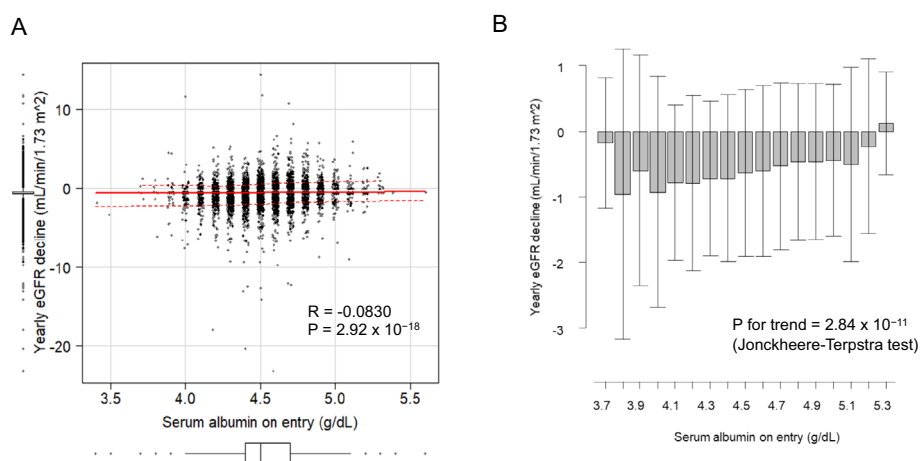 A
Yearly eGFR decline (mL/min/1.73 m^2)
10
0
-10
-20
R = -0.0830
P = 2.92 x 10⁻¹⁸
3.5 4.0 4.5 5.0 5.5
Serum albumin on entry (g/dL)
B
Yearly eGFR decline (mL/min/1.73 m²)
1
0
-1
-2
-3
P for trend = 2.84 x 10⁻¹¹
(Jonckheere-Terpstra test)
3.7 3.9 4.1 4.3 4.5 4.7 4.9 5.1 5.3
Serum albumin on entry (g/dL)